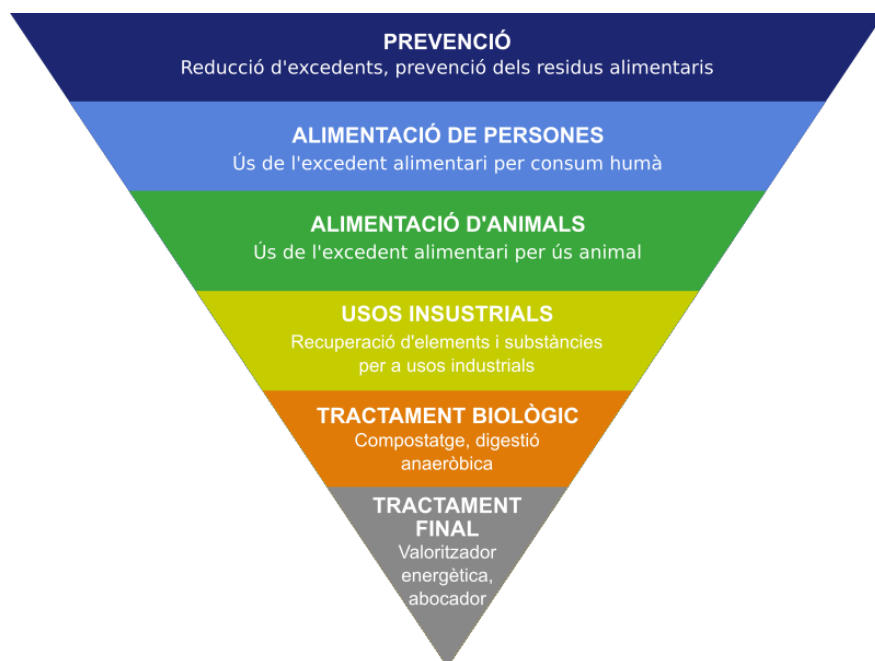 PREVENCIÓ
Reducció d'excedents, prevenció dels residus alimentaris
ALIMENTACIÓ DE PERSONES
Ús de l'excedent alimentari per consum humà
ALIMENTACIÓ D'ANIMALS
Ús de l'excedent alimentari per ús animal
USOS INSUSTRIALS
Recuperació d'elements i substàncies
per a usos industrials
TRACTAMENT BIOLÒGIC
Compostatge, digestió
anaeròbica
TRACTAMENT
FINAL
Valoritzador
energètica,
abocador